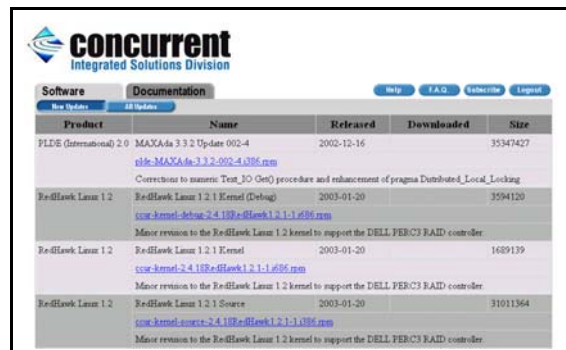 concurrent
Integrated Solutions Division
Software Documentation Help F.A.Q. Subscribe Logout
New Updates All Updates
Product Name Released Downloaded Size
PLDE (International) 2.0 MAXAda 3.3.2 Update 002-4 2002-12-16 35347427
plde-MAXAda-3.3.2-002-4.i386.rpm
Corrections to numeric Text_IO Get() procedure and enhancement of pragma Distributed_Local_Locking
RedHawk Linux 1.2 RedHawk Linux 1.2.1 Kernel (Debug) 2003-01-20 3594120
ccur-kernel-debug-2.4.18RedHawk1.2.1-1.i686.rpm
Minor revision to the RedHawk Linux 1.2 kernel to support the DELL PERC3 RAID controller.
RedHawk Linux 1.2 RedHawk Linux 1.2.1 Kernel 2003-01-20 1689139
ccur-kernel-2.4.18RedHawk1.2.1-1.i686.rpm
Minor revision to the RedHawk Linux 1.2 kernel to support the DELL PERC3 RAID controller.
RedHawk Linux 1.2 RedHawk Linux 1.2.1 Source 2003-01-20 31011364
ccur-kernel-source-2.4.18RedHawk1.2.1-1.i386.rpm
Minor revision to the RedHawk Linux 1.2 kernel to support the DELL PERC3 RAID controller.